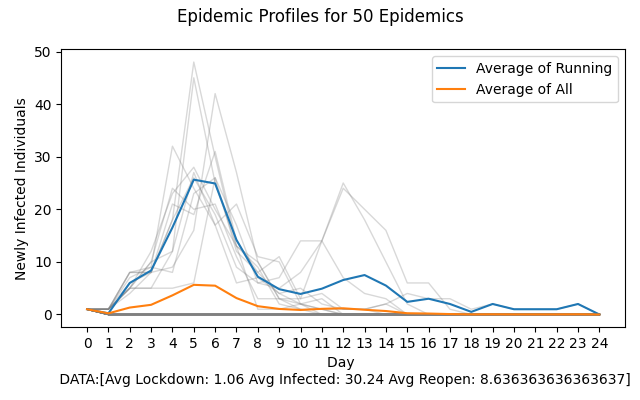 Epidemic Profiles for 50 Epidemics
50
40
30
20
10
0
Newly Infected Individuals
Average of Running
Average of All
0 1 2 3 4 5 6 7 8 9 10 11 12 13 14 15 16 17 18 19 20 21 22 23 24
Day
DATA:[Avg Lockdown: 1.06 Avg Infected: 30.24 Avg Reopen: 8.636363636363637]